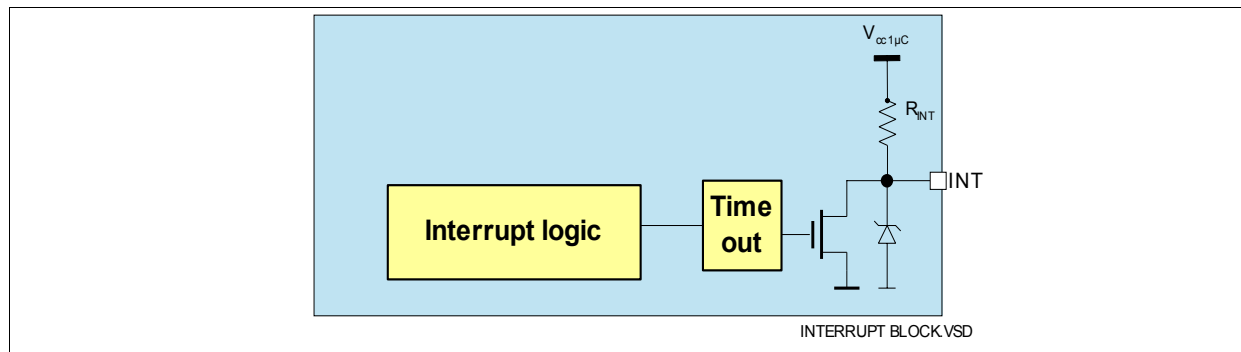 Vcc1µC
RINT
INT
Interrupt logic
Time
out
INTERRUPT BLOCK.VSD